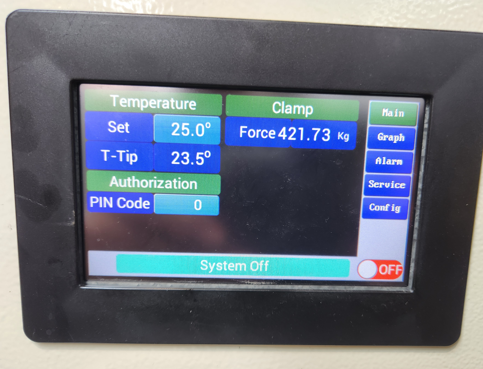 Temperature
Set 25.0°
T-Tip 23.5°
Authorization
PIN Code 0
Clamp
Force 421.73 Kg
Main
Graph
Alarm
Service
Config
System Off
OFF